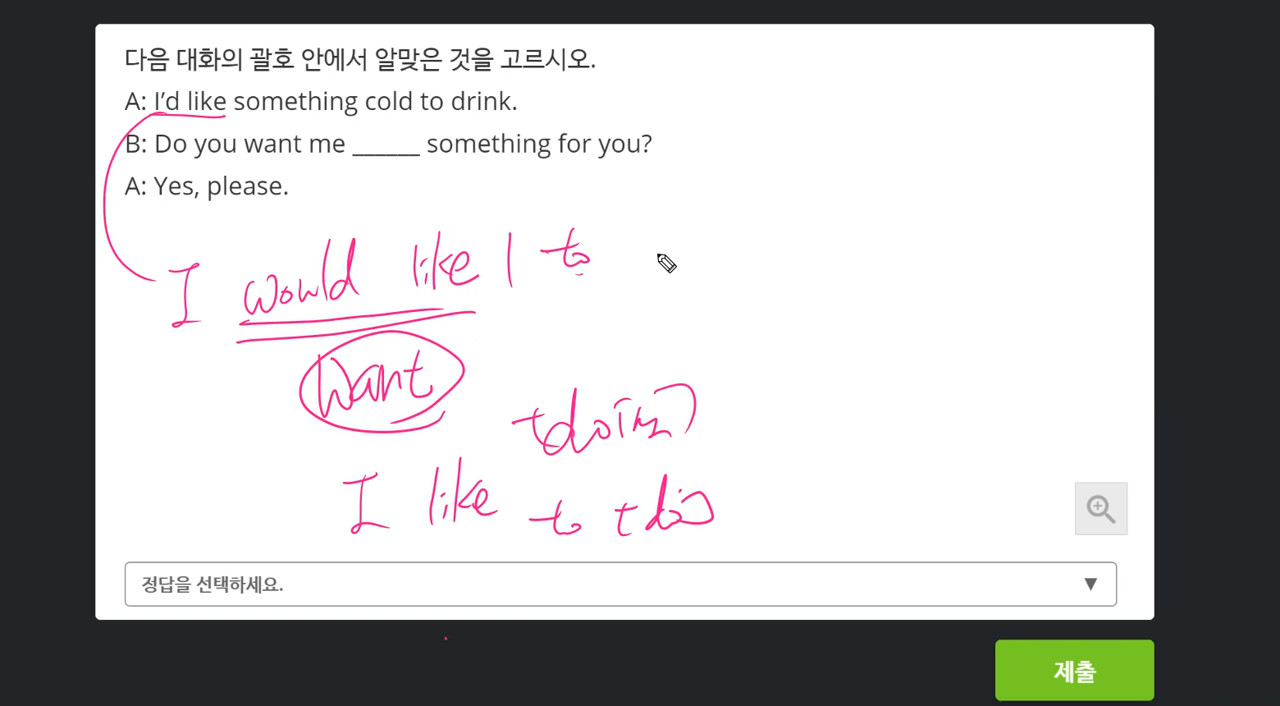 다음 대화의 괄호 안에서 알맞은 것을 고르시오.
A: I’d like something cold to drink.
B: Do you want me ______ something for you?
A: Yes, please.
I would like to
want
I like to
정답을 선택하세요.
제출